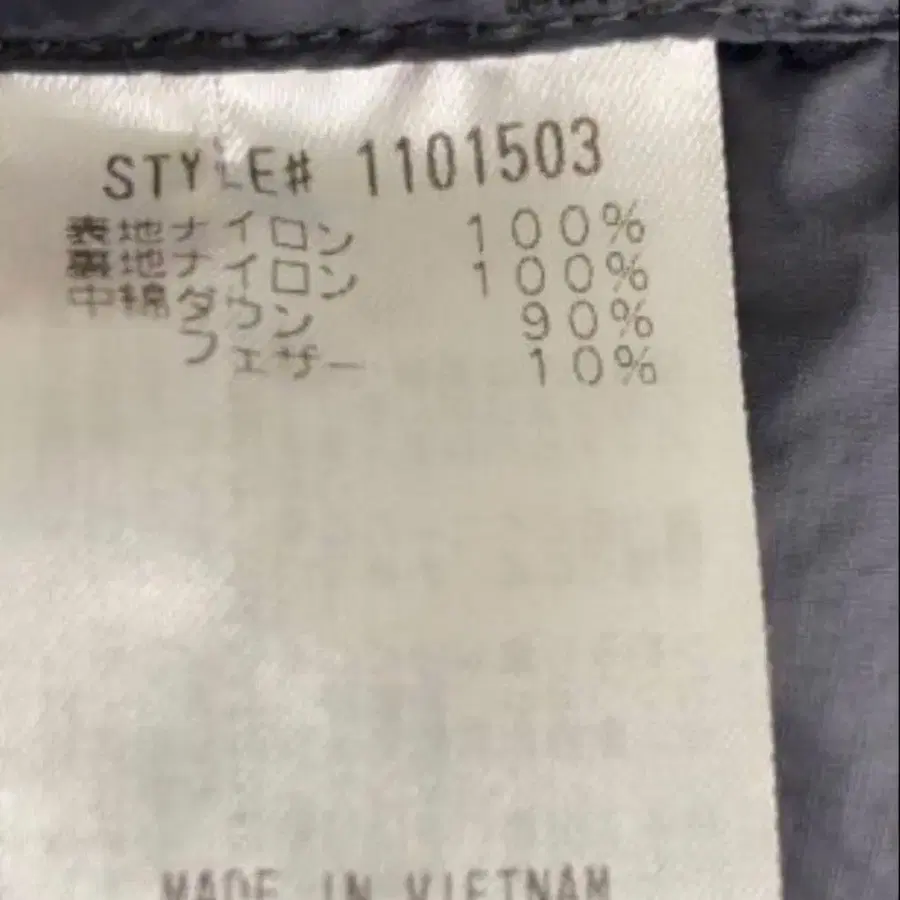 STYLE# 1101503
表地ナイロン 100%
裏地ナイロン 100%
中綿ダウン 90%
フェザー 10%
MADE IN VIETNAM